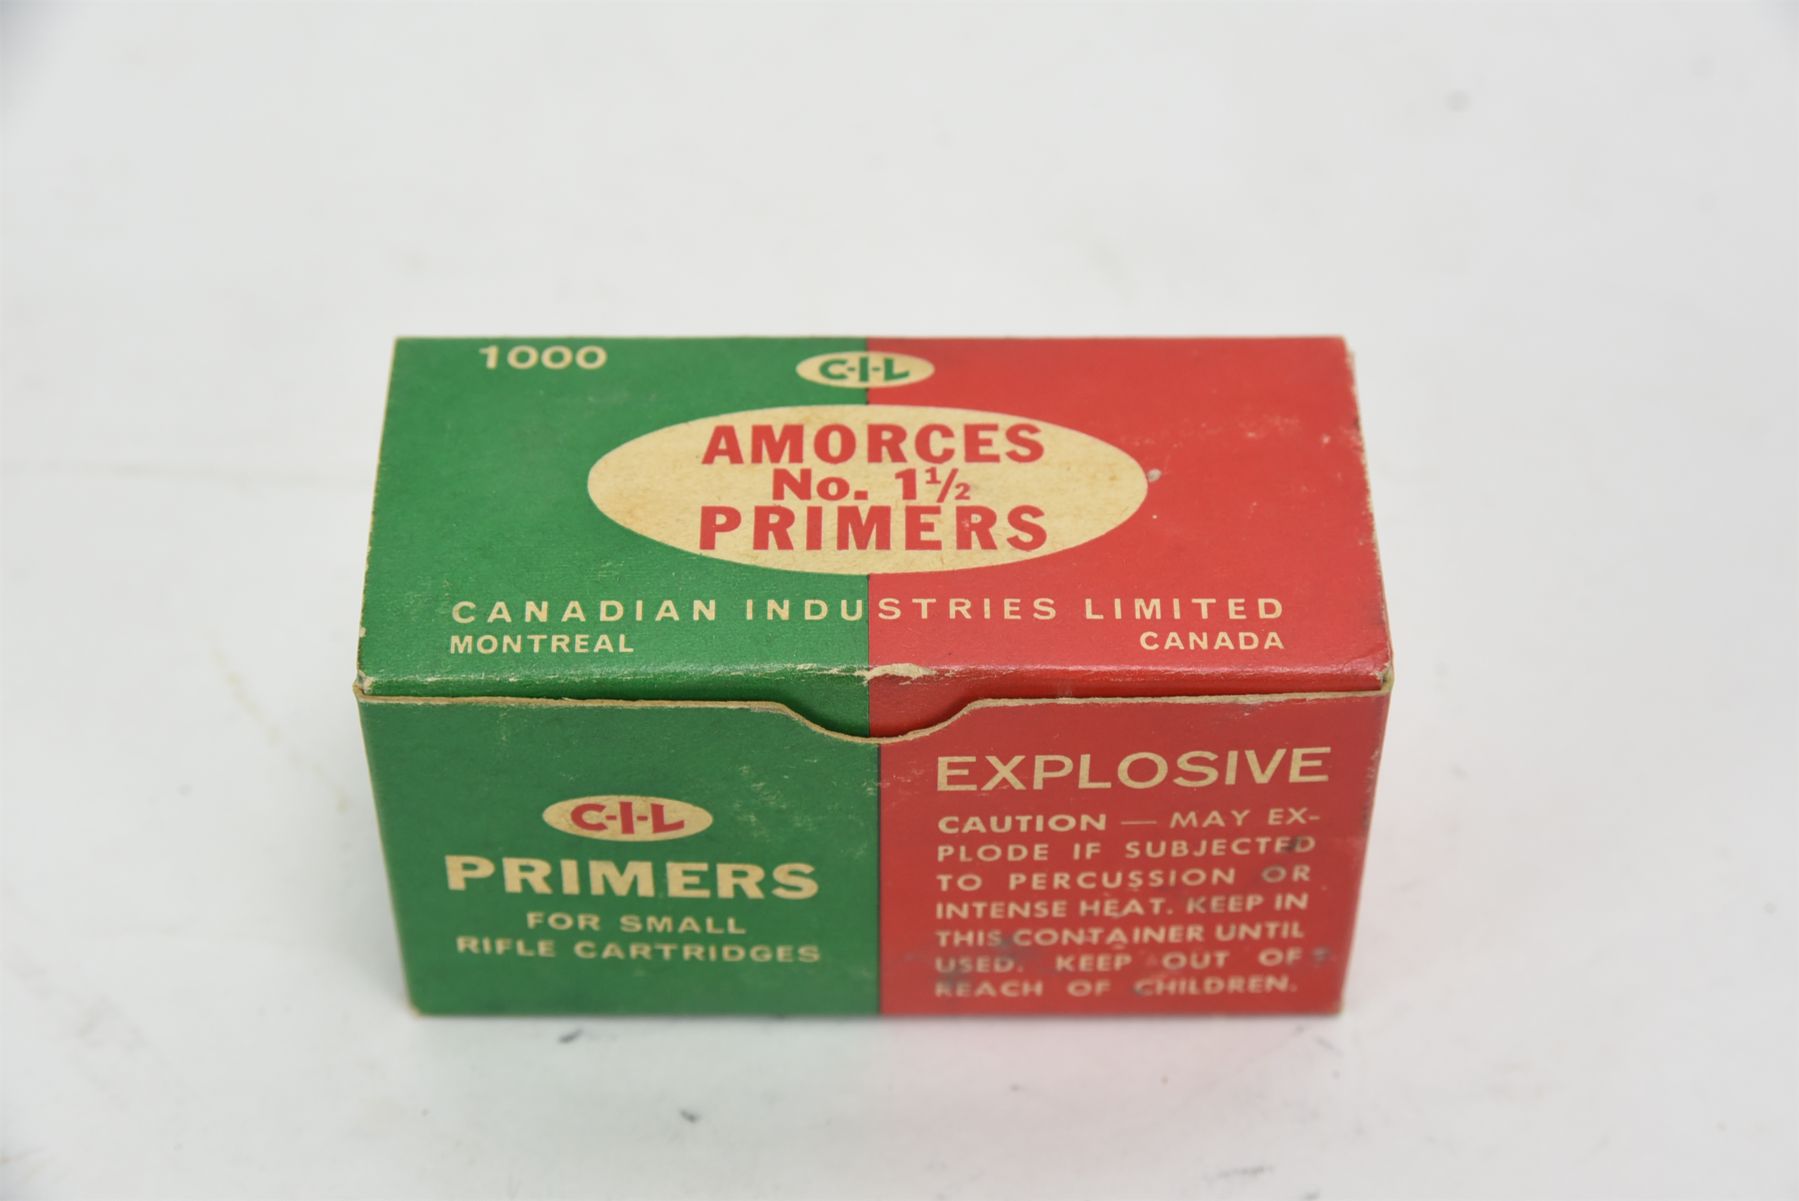 1000
C-I-L
AMORCES
No. 1½
PRIMERS
CANADIAN INDUSTRIES LIMITED
MONTREAL CANADA
C-I-L
PRIMERS
FOR SMALL
RIFLE CARTRIDGES
EXPLOSIVE
CAUTION — MAY EX-
PLODE IF SUBJECTED
TO PERCUSSION OR
INTENSE HEAT. KEEP IN
THIS CONTAINER UNTIL
USED. KEEP OUT OF
REACH OF CHILDREN.